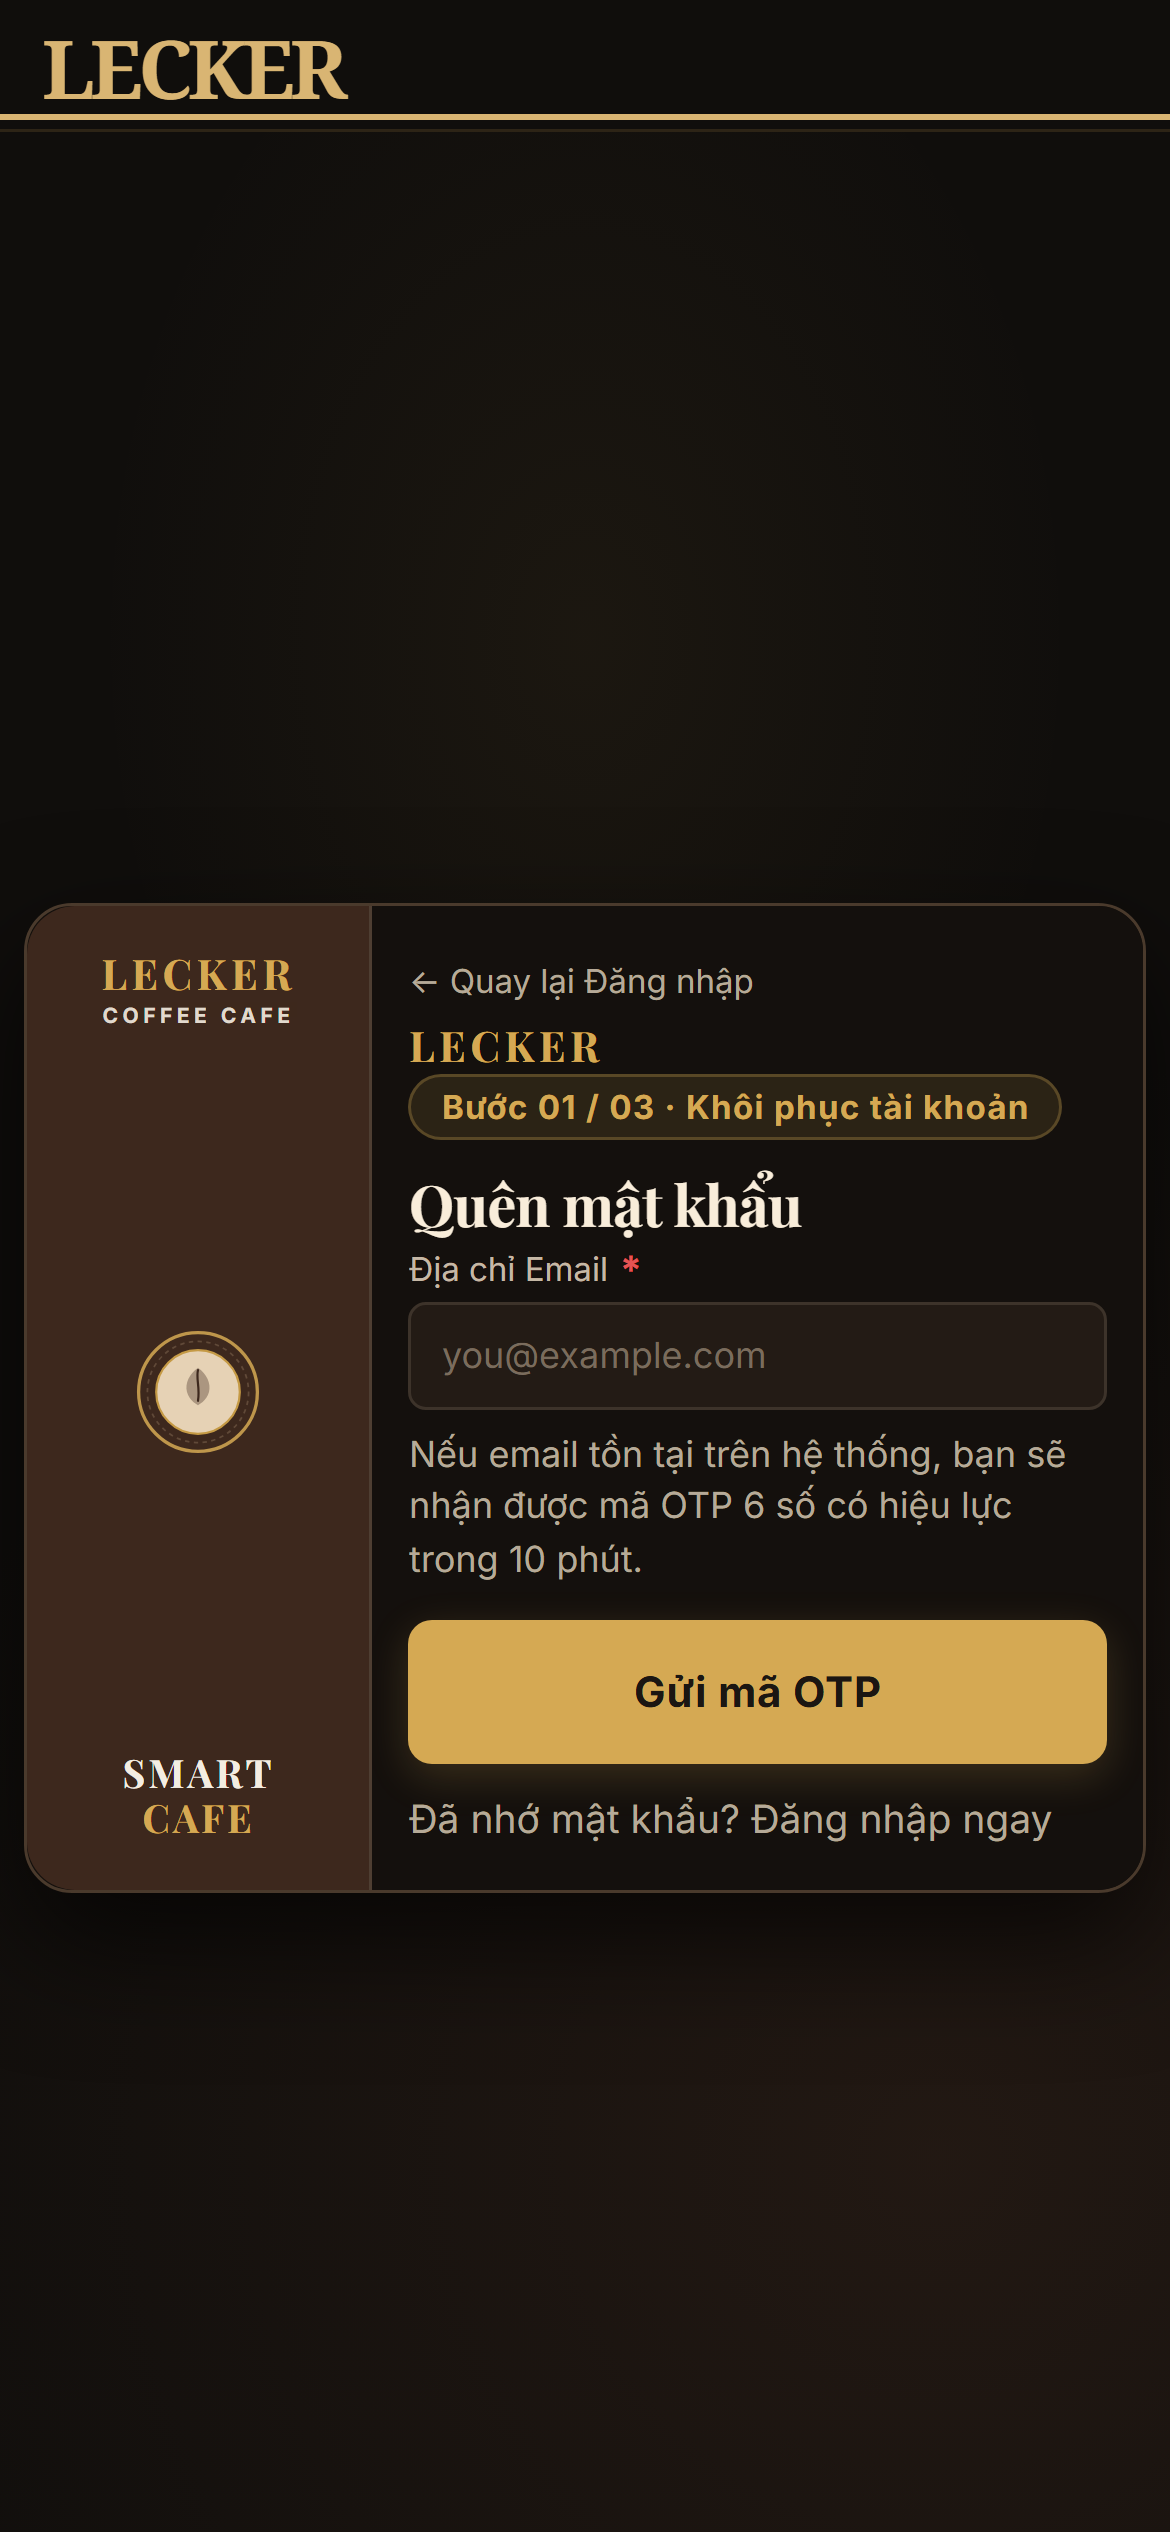 LECKER
LECKER
COFFEE CAFE
SMART
CAFE
← Quay lại Đăng nhập
LECKER
Bước 01 / 03 · Khôi phục tài khoản
Quên mật khẩu
Địa chỉ Email *
you@example.com
Nếu email tồn tại trên hệ thống, bạn sẽ
nhận được mã OTP 6 số có hiệu lực
trong 10 phút.
Gửi mã OTP
Đã nhớ mật khẩu? Đăng nhập ngay